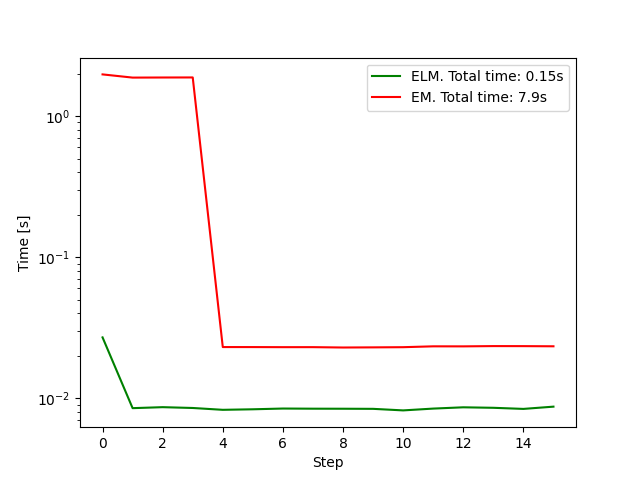 ELM. Total time: 0.15s
EM. Total time: 7.9s
10⁰
10⁻¹
10⁻²
Time [s]
0 2 4 6 8 10 12 14
Step